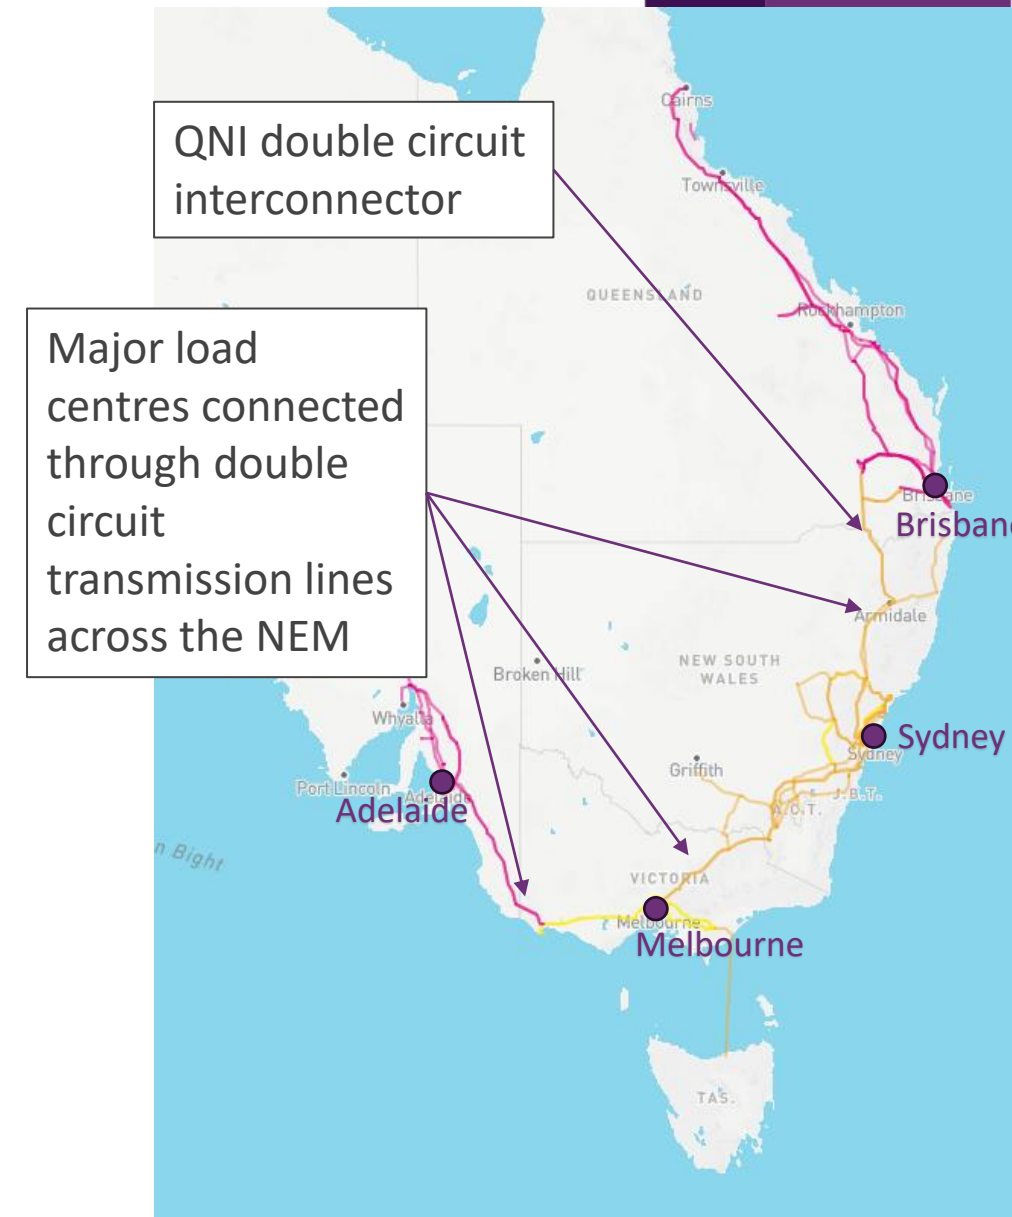 Cairns
QNI double circuit
interconnector
Townsville
QUEENSLAND
Rockhampton
Major load
centres connected
through double
circuit
transmission lines
across the NEM
Brisbane
Brisban
Armidale
Broken Hill
NEW SOUTH
WALES
Whyalla
Sydney
Sydney
Griffith
Port Lincoln
Adelaide
Adelaide
A.C.T.
J.B.T.
n Bight
VICTORIA
Melbourne
Melbourne
TAS.